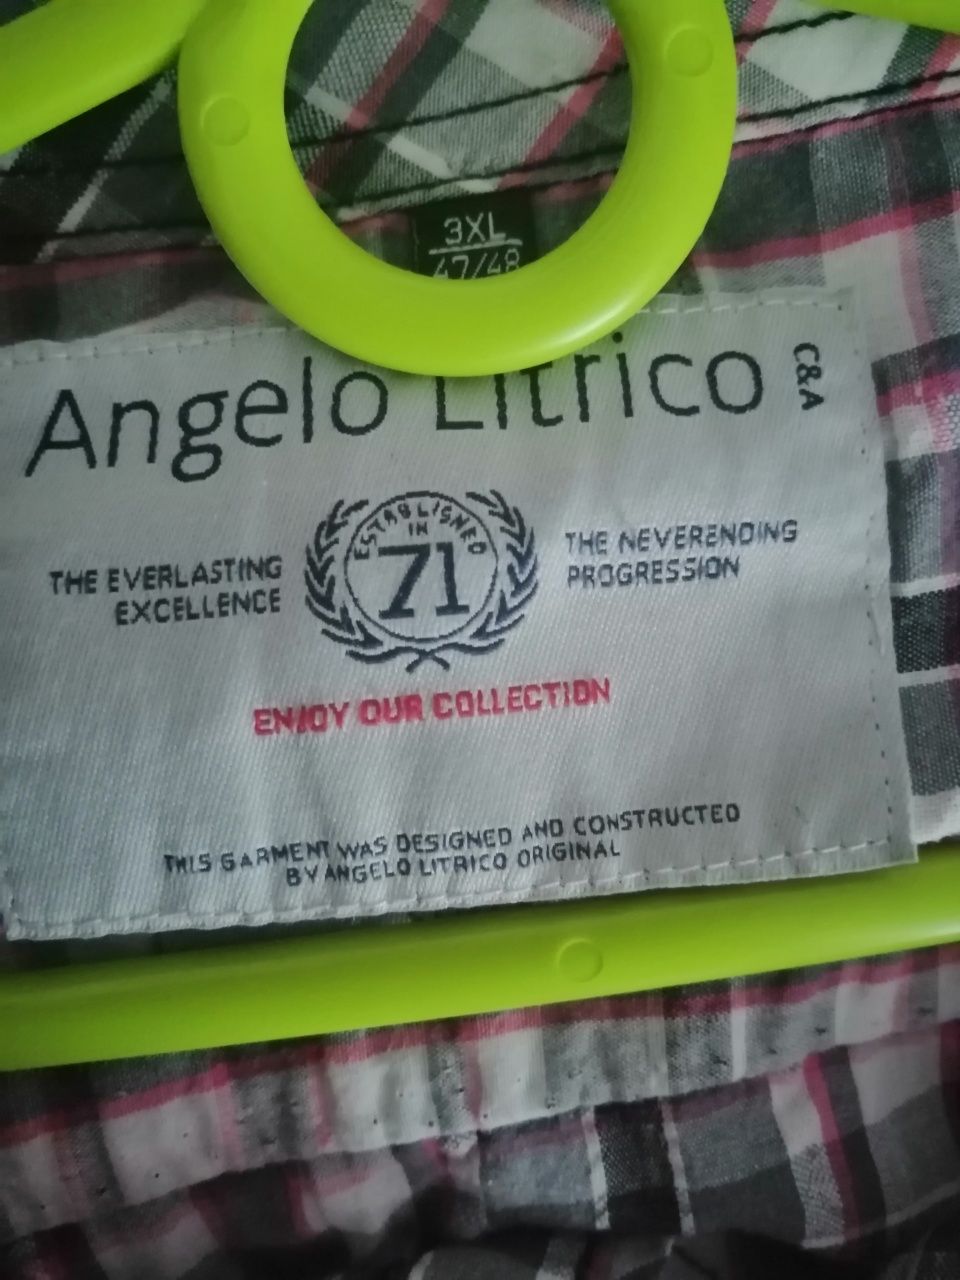 3XL
47/48
Angelo Litrico
C&A
ESTABLISHED
IN
71
THE EVERLASTING
EXCELLENCE
THE NEVERENDING
PROGRESSION
ENJOY OUR COLLECTION
THIS GARMENT WAS DESIGNED AND CONSTRUCTED
BY ANGELO LITRICO ORIGINAL